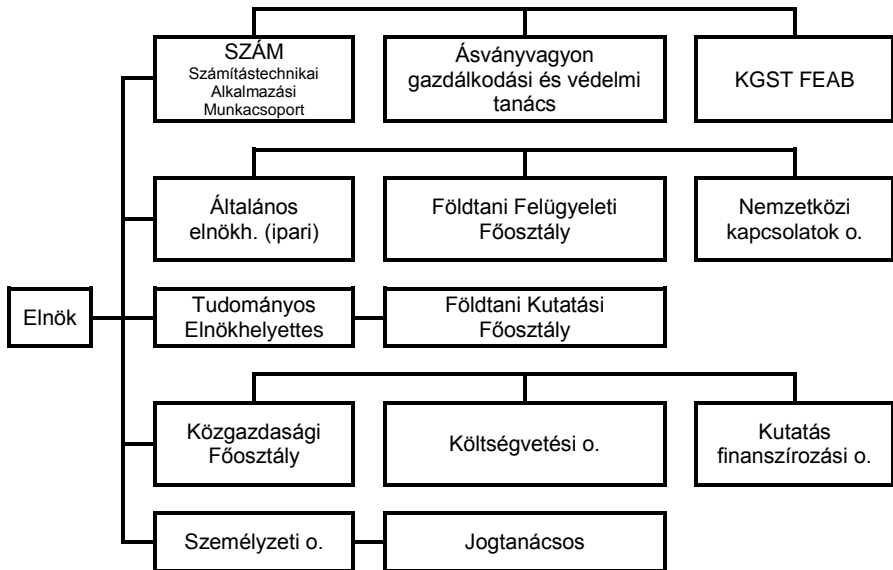 SZÁM
Számítástechnikai
Alkalmazási
Munkacsoport
Ásványvagyon
gazdálkodási és védelmi
tanács
KGST FEAB
Általános
elnökh. (ipari)
Földtani Felügyeleti
Főosztály
Nemzetközi
kapcsolatok o.
Elnök
Tudományos
Elnökhelyettes
Földtani Kutatási
Főosztály
Közgazdasági
Főosztály
Költségvetési o.
Kutatás
finanszírozási o.
Személyzeti o.
Jogtanácsos